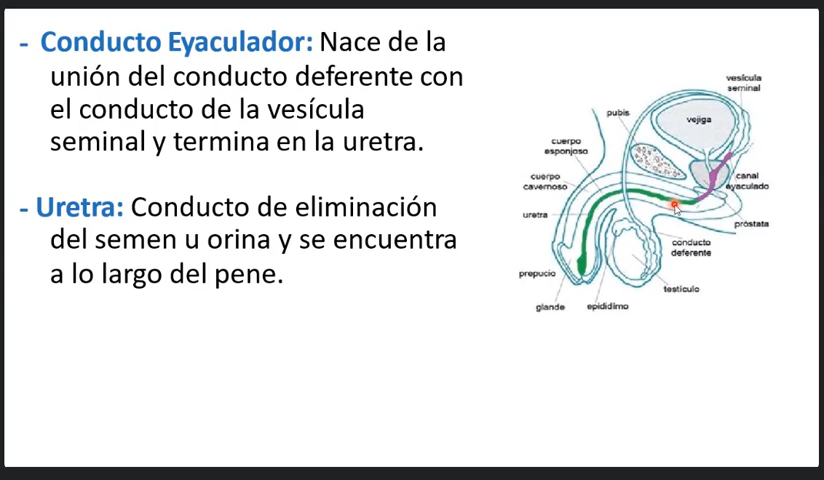 - Conducto Eyaculador: Nace de la
unión del conducto deferente con
el conducto de la vesícula
seminal y termina en la uretra.
- Uretra: Conducto de eliminación
del semen u orina y se encuentra
a lo largo del pene.
vesícula
seminal
pubis
vejiga
cuerpo
esponjoso
cuerpo
cavernoso
canal
eyaculado
uretra
próstata
conducto
deferente
prepucio
testículo
glande
epidídimo